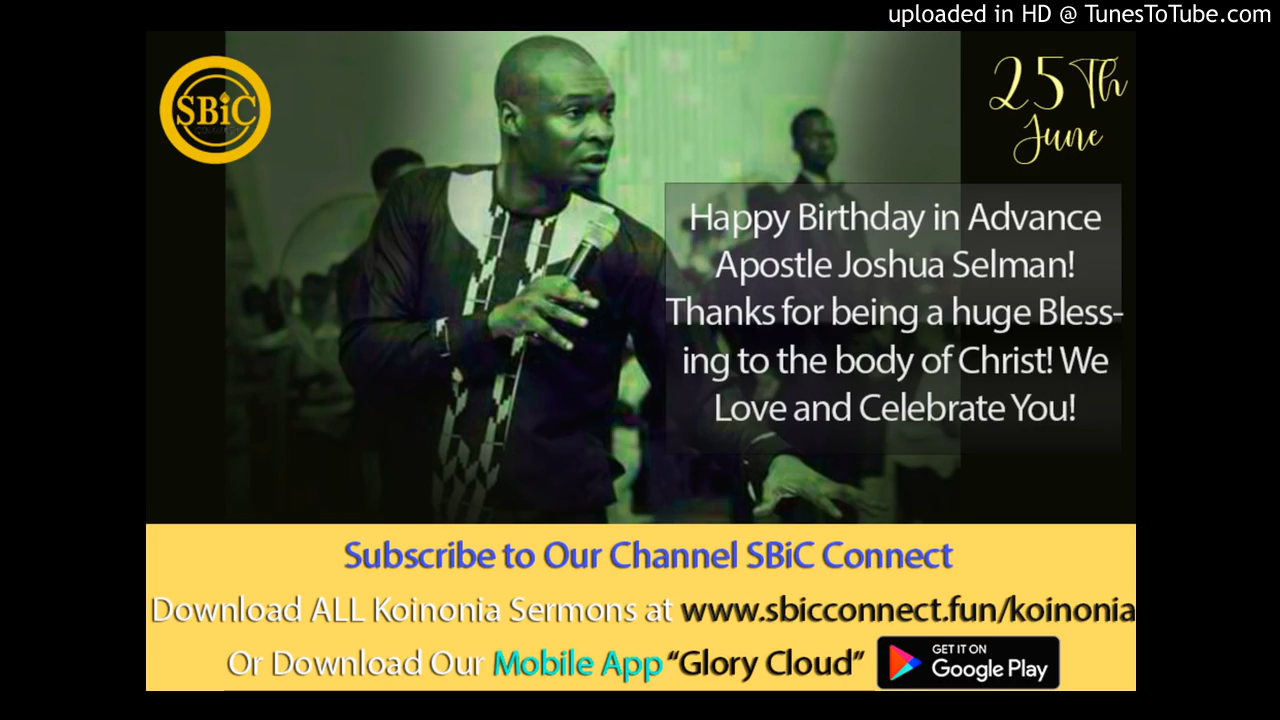 uploaded in HD @ TunesToTube.com
SBiC
25Th
June
Happy Birthday in Advance
Apostle Joshua Selman!
Thanks for being a huge Bless-
ing to the body of Christ! We
Love and Celebrate You!
Subscribe to Our Channel SBiC Connect
Download ALL Koinonia Sermons at www.sbicconnect.fun/koinonia
Or Download Our Mobile App “Glory Cloud”
GET IT ON
Google Play